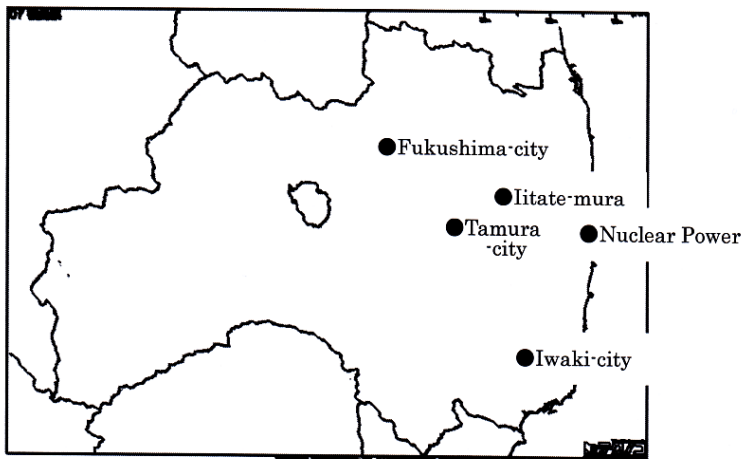 Fukushima-city
Iitate-mura
Tamura
-city
Nuclear Power
Iwaki-city